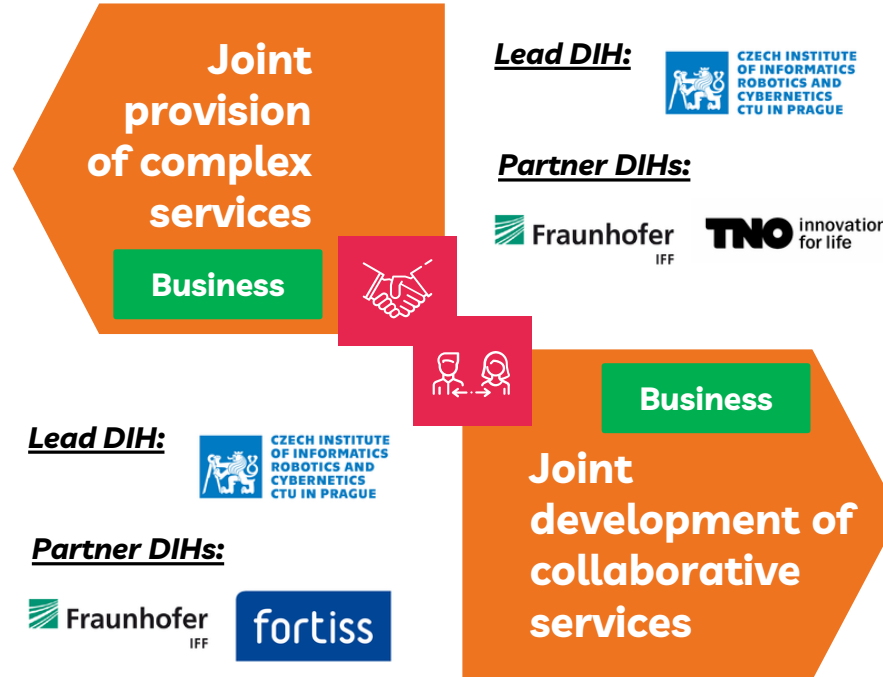 Joint
provision
of complex
services
Business
Lead DIH:
CZECH INSTITUTE
OF INFORMATICS
ROBOTICS AND
CYBERNETICS
CTU IN PRAGUE
Partner DIHs:
Fraunhofer
IFF
TNO innovation
for life
Lead DIH:
CZECH INSTITUTE
OF INFORMATICS
ROBOTICS AND
CYBERNETICS
CTU IN PRAGUE
Partner DIHs:
Fraunhofer
IFF
fortiss
Business
Joint
development of
collaborative
services